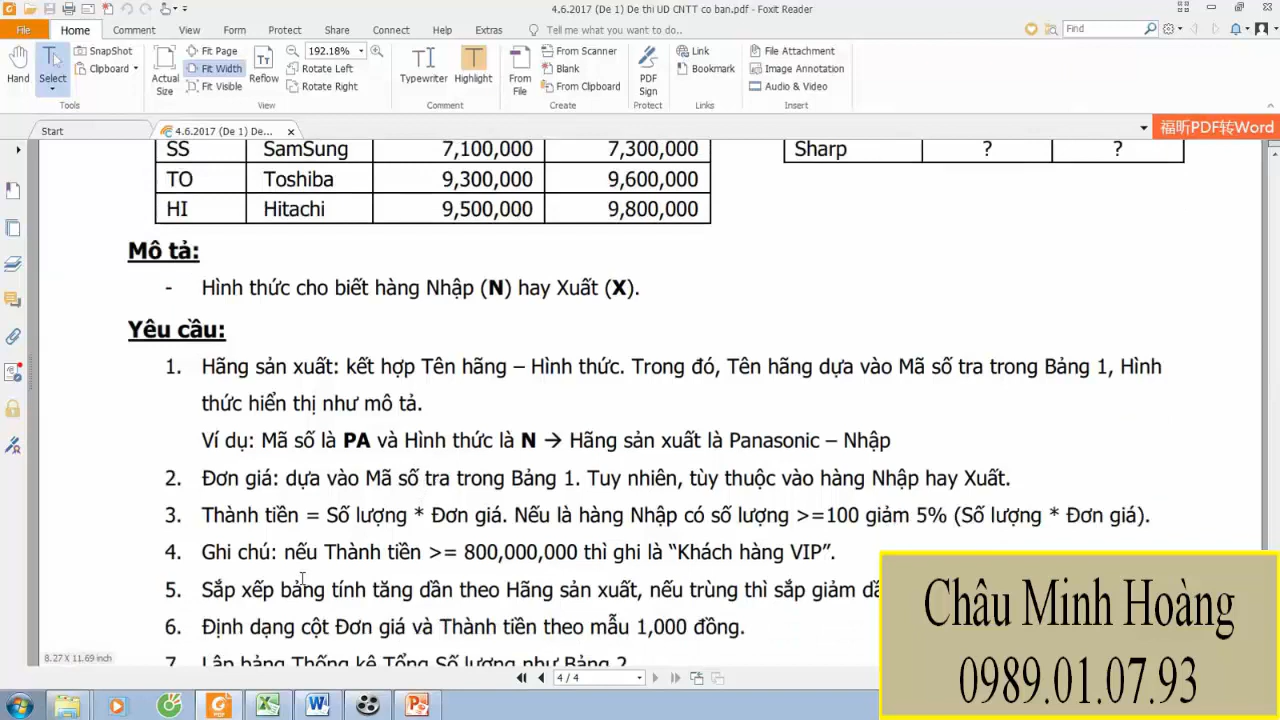 4.6.2017 (De 1) De thi UD CNTT co ban.pdf - Foxit Reader
File Home Comment View Form Protect Share Connect Help Extras Tell me what you want to do.. Find
Hand Select SnapShot Clipboard Actual Size Fit Page Fit Width Fit Visible Reflow 192.18% Rotate Left Rotate Right Typewriter Highlight From File From Scanner Blank From Clipboard PDF Sign Link Bookmark File Attachment Image Annotation Audio & Video
Tools View Comment Create Protect Links Insert
Start 4.6.2017 (De 1) De... 福昕PDF转Word
SS SamSung 7,100,000 7,300,000 Sharp ? ?
TO Toshiba 9,300,000 9,600,000
HI Hitachi 9,500,000 9,800,000
Mô tả:
- Hình thức cho biết hàng Nhập (N) hay Xuất (X).
Yêu cầu:
1. Hãng sản xuất: kết hợp Tên hãng – Hình thức. Trong đó, Tên hãng dựa vào Mã số tra trong Bảng 1, Hình
thức hiển thị như mô tả.
Ví dụ: Mã số là PA và Hình thức là N → Hãng sản xuất là Panasonic – Nhập
2. Đơn giá: dựa vào Mã số tra trong Bảng 1. Tuy nhiên, tùy thuộc vào hàng Nhập hay Xuất.
3. Thành tiền = Số lượng * Đơn giá. Nếu là hàng Nhập có số lượng >=100 giảm 5% (Số lượng * Đơn giá).
4. Ghi chú: nếu Thành tiền >= 800,000,000 thì ghi là “Khách hàng VIP”.
5. Sắp xếp bảng tính tăng dần theo Hãng sản xuất, nếu trùng thì sắp giảm
6. Định dạng cột Đơn giá và Thành tiền theo mẫu 1,000 đồng.
7. Lập bảng Thống kê Tổng Số lượng như Bảng 2
Châu Minh Hoàng
0989.01.07.93
8.27 X 11.69 inch
4 / 4